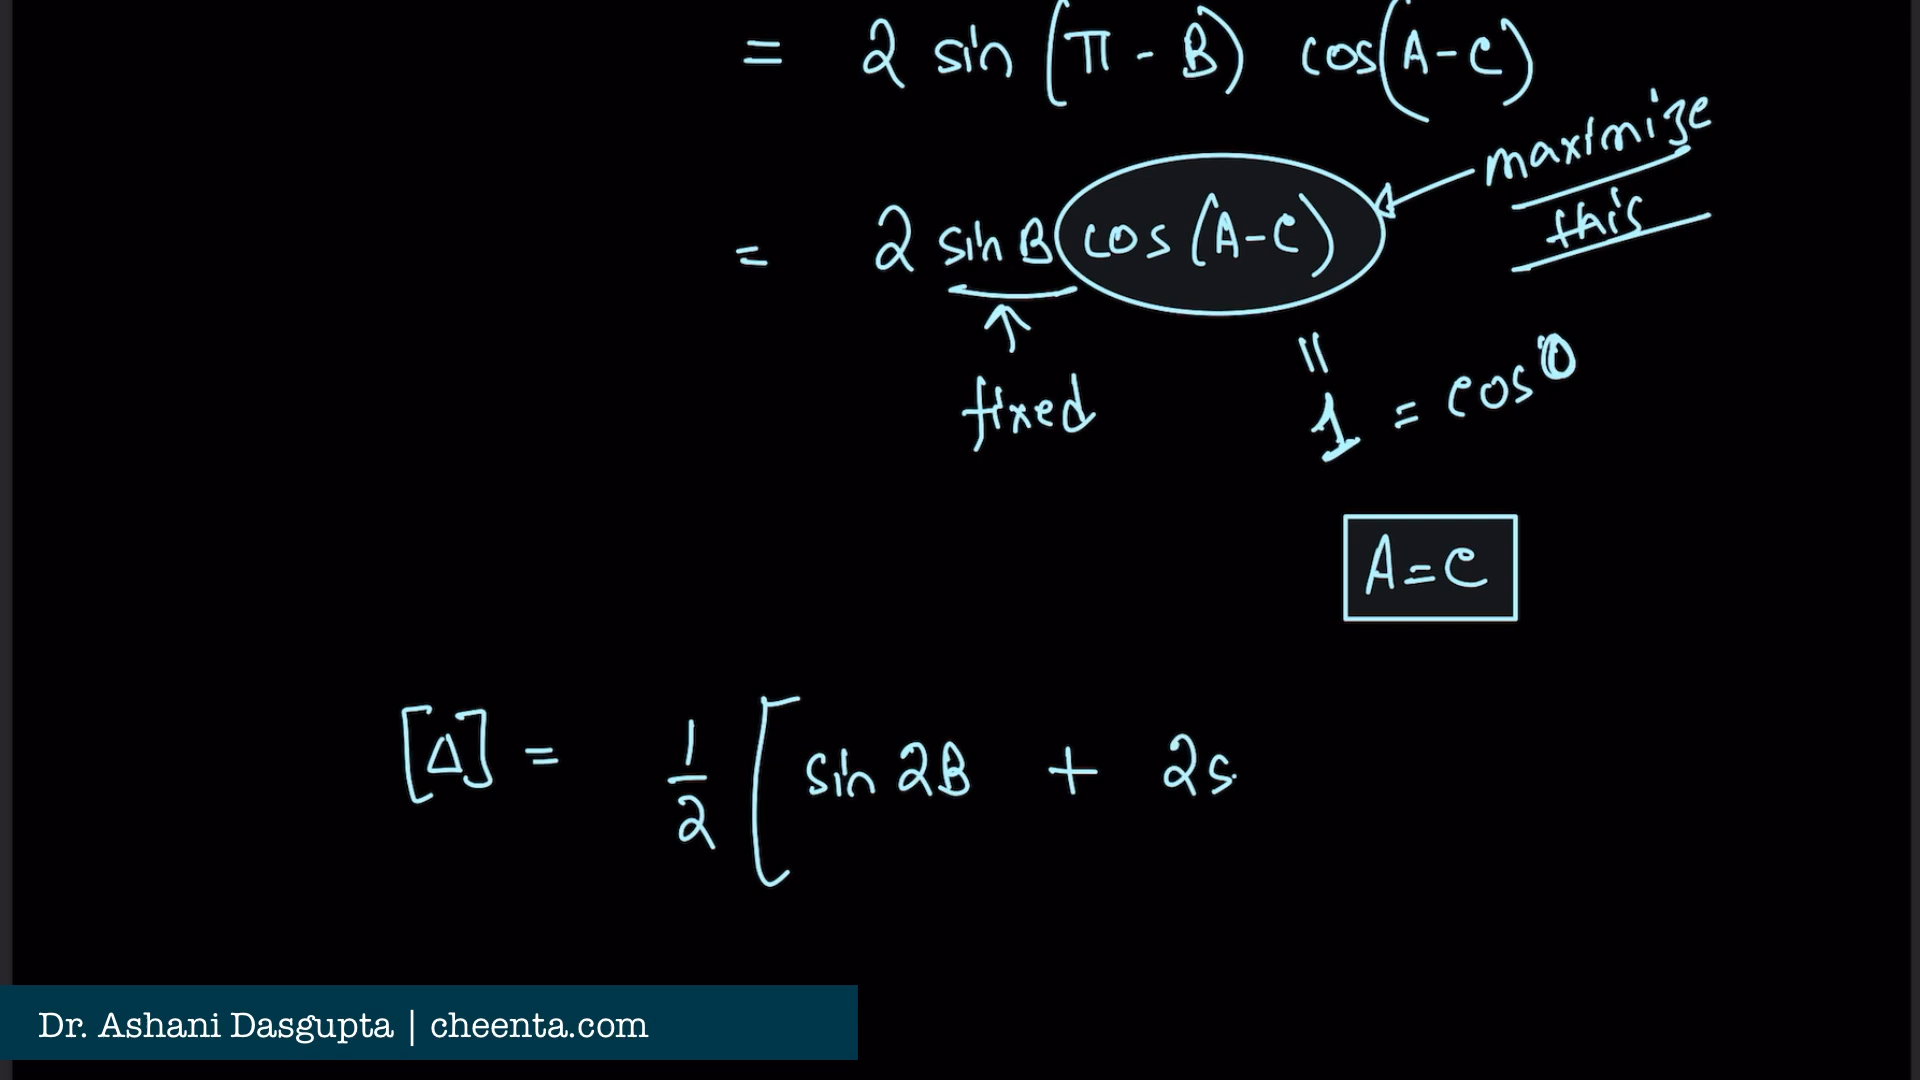 = 2 sin (π - B) cos(A-C)
maximize
this
= 2 sin B cos (A-C)
fixed
||
1 = cos 0
A=C
[Δ] = 1/2 [ sin 2B + 2s
Dr. Ashani Dasgupta | cheenta.com